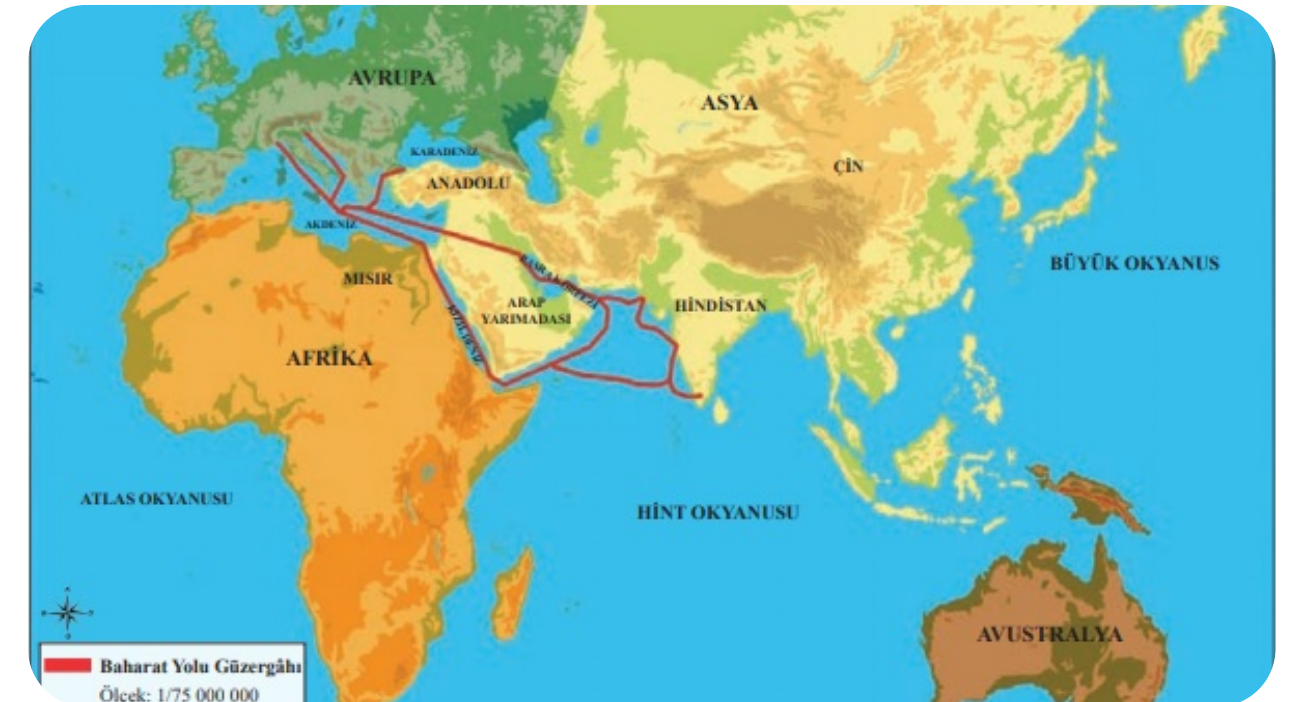 AVRUPA
ASYA
KARADENİZ
ÇİN
ANADOLU
AKDENİZ
BASRA KÖRFEZİ
BÜYÜK OKYANUS
MISIR
ARAP
YARIMADASI
HİNDİSTAN
KIZILDENİZ
AFRİKA
ATLAS OKYANUSU
HİNT OKYANUSU
AVUSTRALYA
Baharat Yolu Güzergâhı
Ölçek: 1/75 000 000